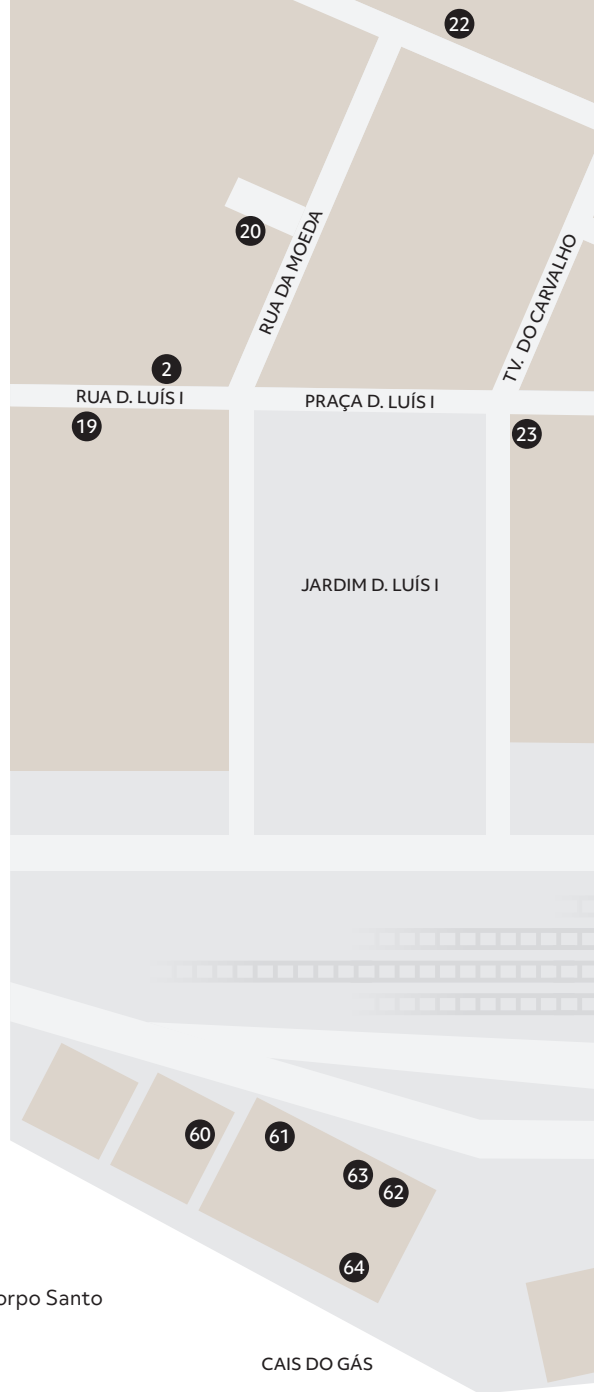 22
20
RUA DA MOEDA
TV. DO CARVALHO
2
RUA D. LUÍS I
PRAÇA D. LUÍS I
19
23
JARDIM D. LUÍS I
60
61
63
62
64
orpo Santo
CAIS DO GÁS